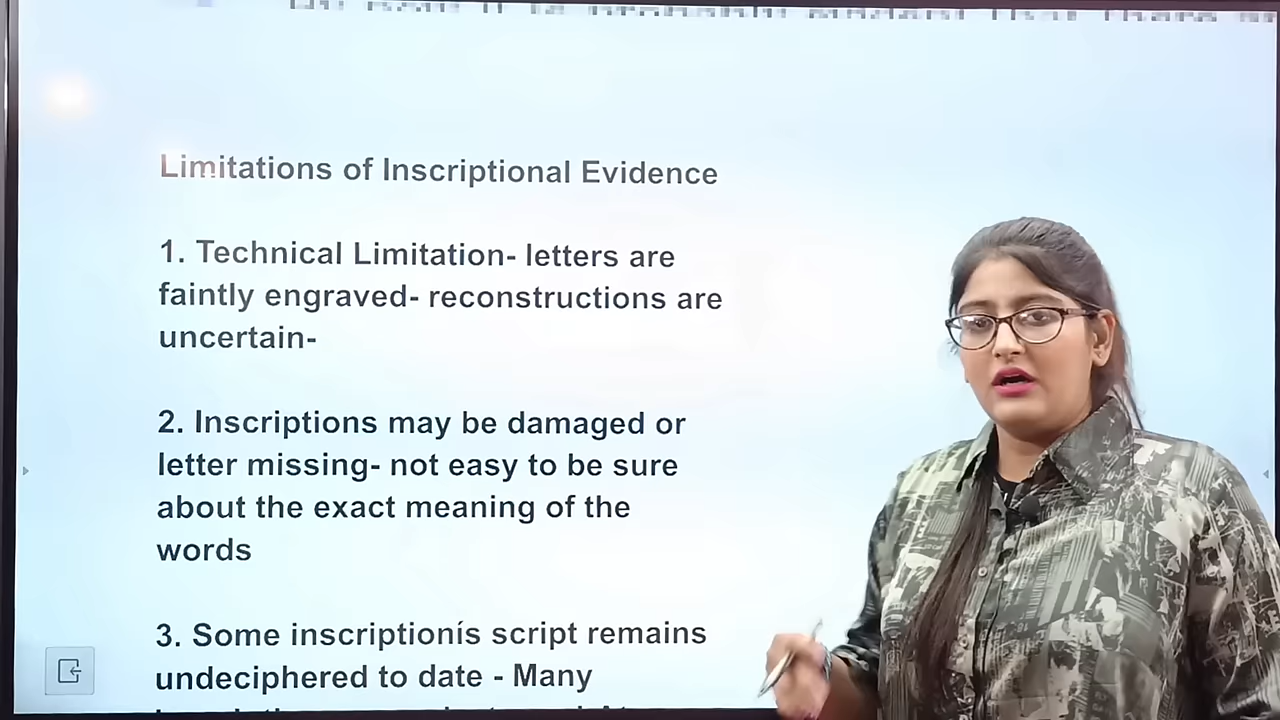 Limitations of Inscriptional Evidence
1. Technical Limitation- letters are
faintly engraved- reconstructions are
uncertain-
2. Inscriptions may be damaged or
letter missing- not easy to be sure
about the exact meaning of the
words
3. Some inscriptionís script remains
undeciphered to date - Many